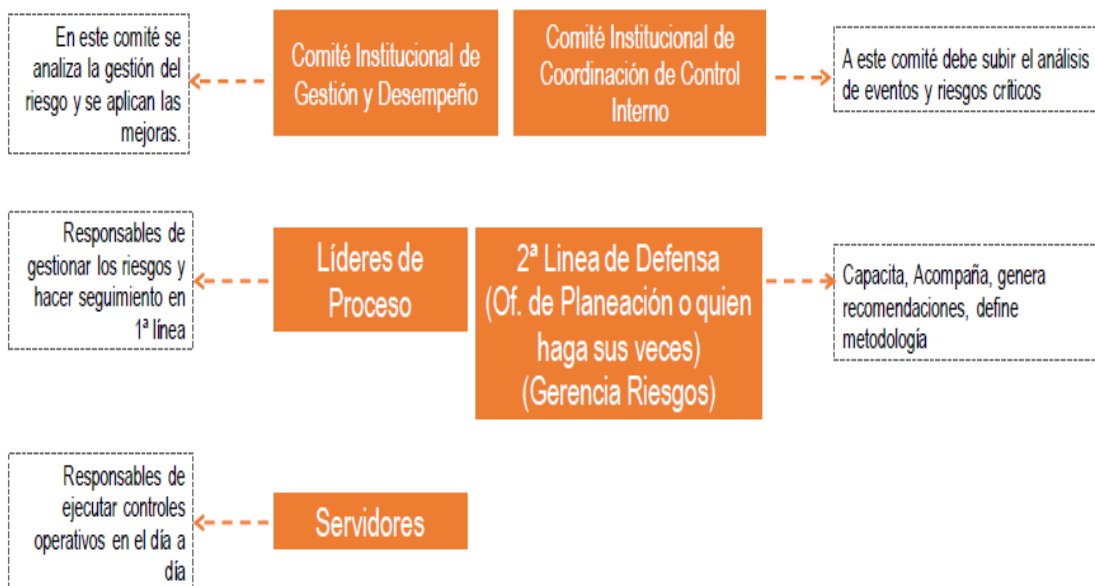 En este comité se
analiza la gestión del
riesgo y se aplican las
mejoras.
Comité Institucional de
Gestión y Desempeño
Comité Institucional de
Coordinación de Control
Interno
A este comité debe subir el análisis
de eventos y riesgos críticos
Responsables de
gestionar los riesgos y
hacer seguimiento en
1ª línea
Líderes de
Proceso
2ª Linea de Defensa
(Of. de Planeación o quien
haga sus veces)
(Gerencia Riesgos)
Capacita, Acompaña, genera
recomendaciones, define
metodología
Responsables de
ejecutar controles
operativos en el día a
día
Servidores